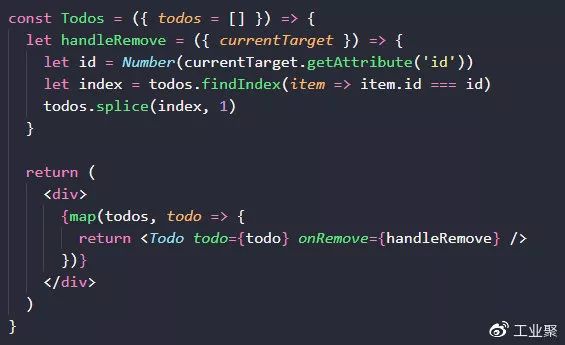 const Todos = ({ todos = [] }) => {
  let handleRemove = ({ currentTarget }) => {
    let id = Number(currentTarget.getAttribute('id'))
    let index = todos.findIndex(item => item.id === id)
    todos.splice(index, 1)
  }

  return (
    <div>
      {map(todos, todo => {
        return <Todo todo={todo} onRemove={handleRemove} />
      })}
    </div>
  )
}
工业聚